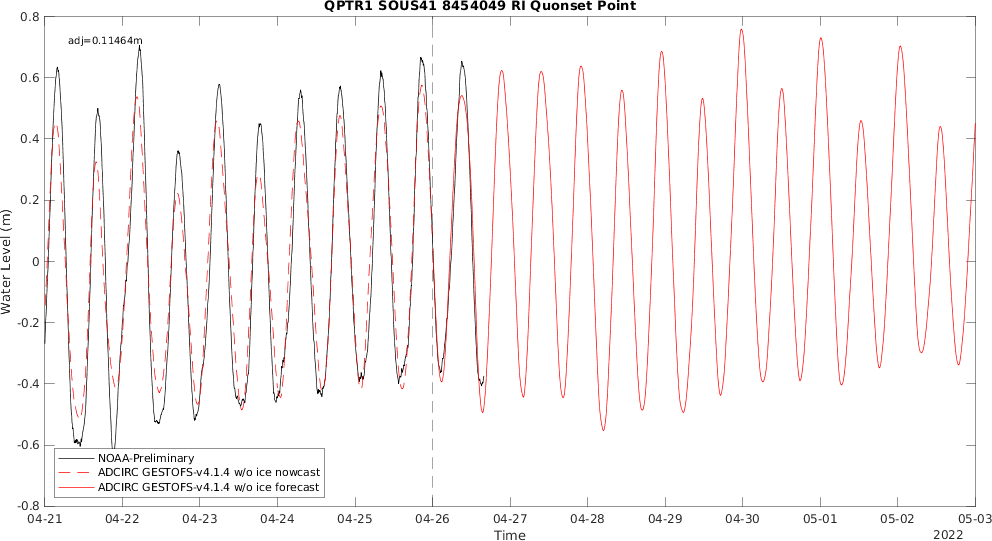 QPTR1 SOUS41 8454049 RI Quonset Point
adj=0.11464m
Water Level (m)
0.8
0.6
0.4
0.2
0
-0.2
-0.4
-0.6
-0.8
NOAA-Preliminary
ADCIRC GESTOFS-v4.1.4 w/o ice nowcast
ADCIRC GESTOFS-v4.1.4 w/o ice forecast
04-21 04-22 04-23 04-24 04-25 04-26 04-27 04-28 04-29 04-30 05-01 05-02 05-03
Time
2022